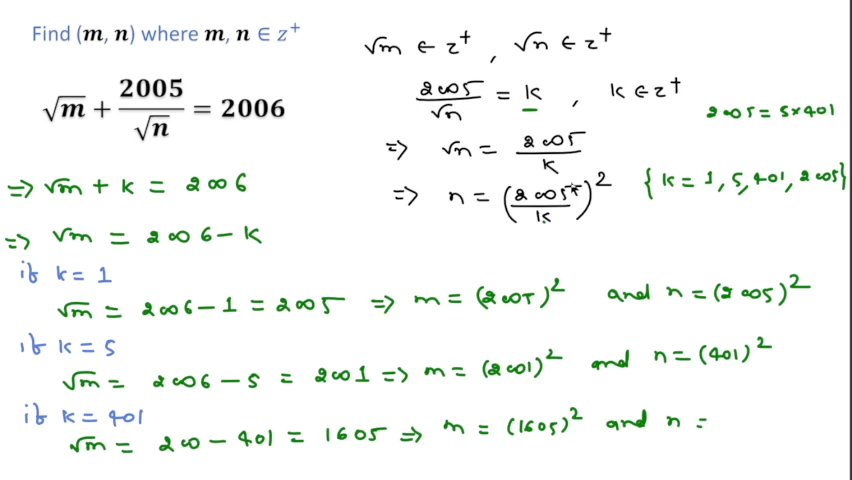 Find (m, n) where m, n ∈ z⁺
√m + 2005/√n = 2006
√m ∈ z⁺ , √n ∈ z⁺
2005/√n = k , k ∈ z⁺
2005 = 5×401
=> √n = 2005/k
=> n = (2005/k)²
{ k = 1, 5, 401, 2005}
=> √m + k = 2006
=> √m = 2006 - k
if k = 1
√m = 2006 - 1 = 2005 => m = (2005)² and n = (2005)²
if k = 5
√m = 2006 - 5 = 2001 => m = (2001)² and n = (401)²
if k = 401
√m = 200 - 401 = 1605 => m = (1605)² and n =